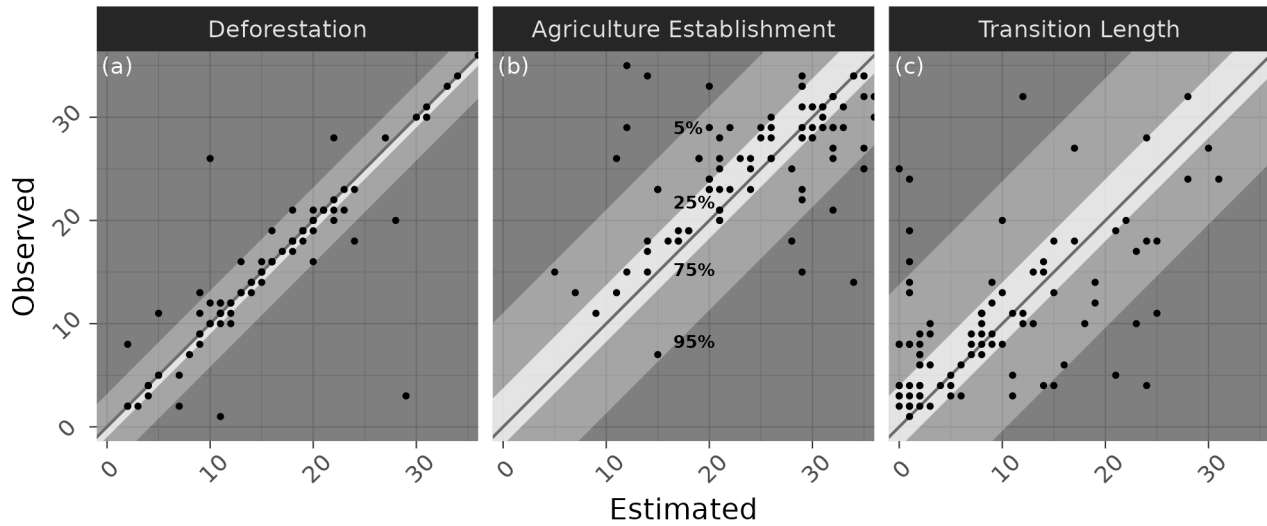 Deforestation
Agriculture Establishment
Transition Length
(a)
(b)
(c)
5%
25%
75%
95%
Observed
0
10
20
30
0
10
20
30
0
10
20
30
0
10
20
30
Estimated